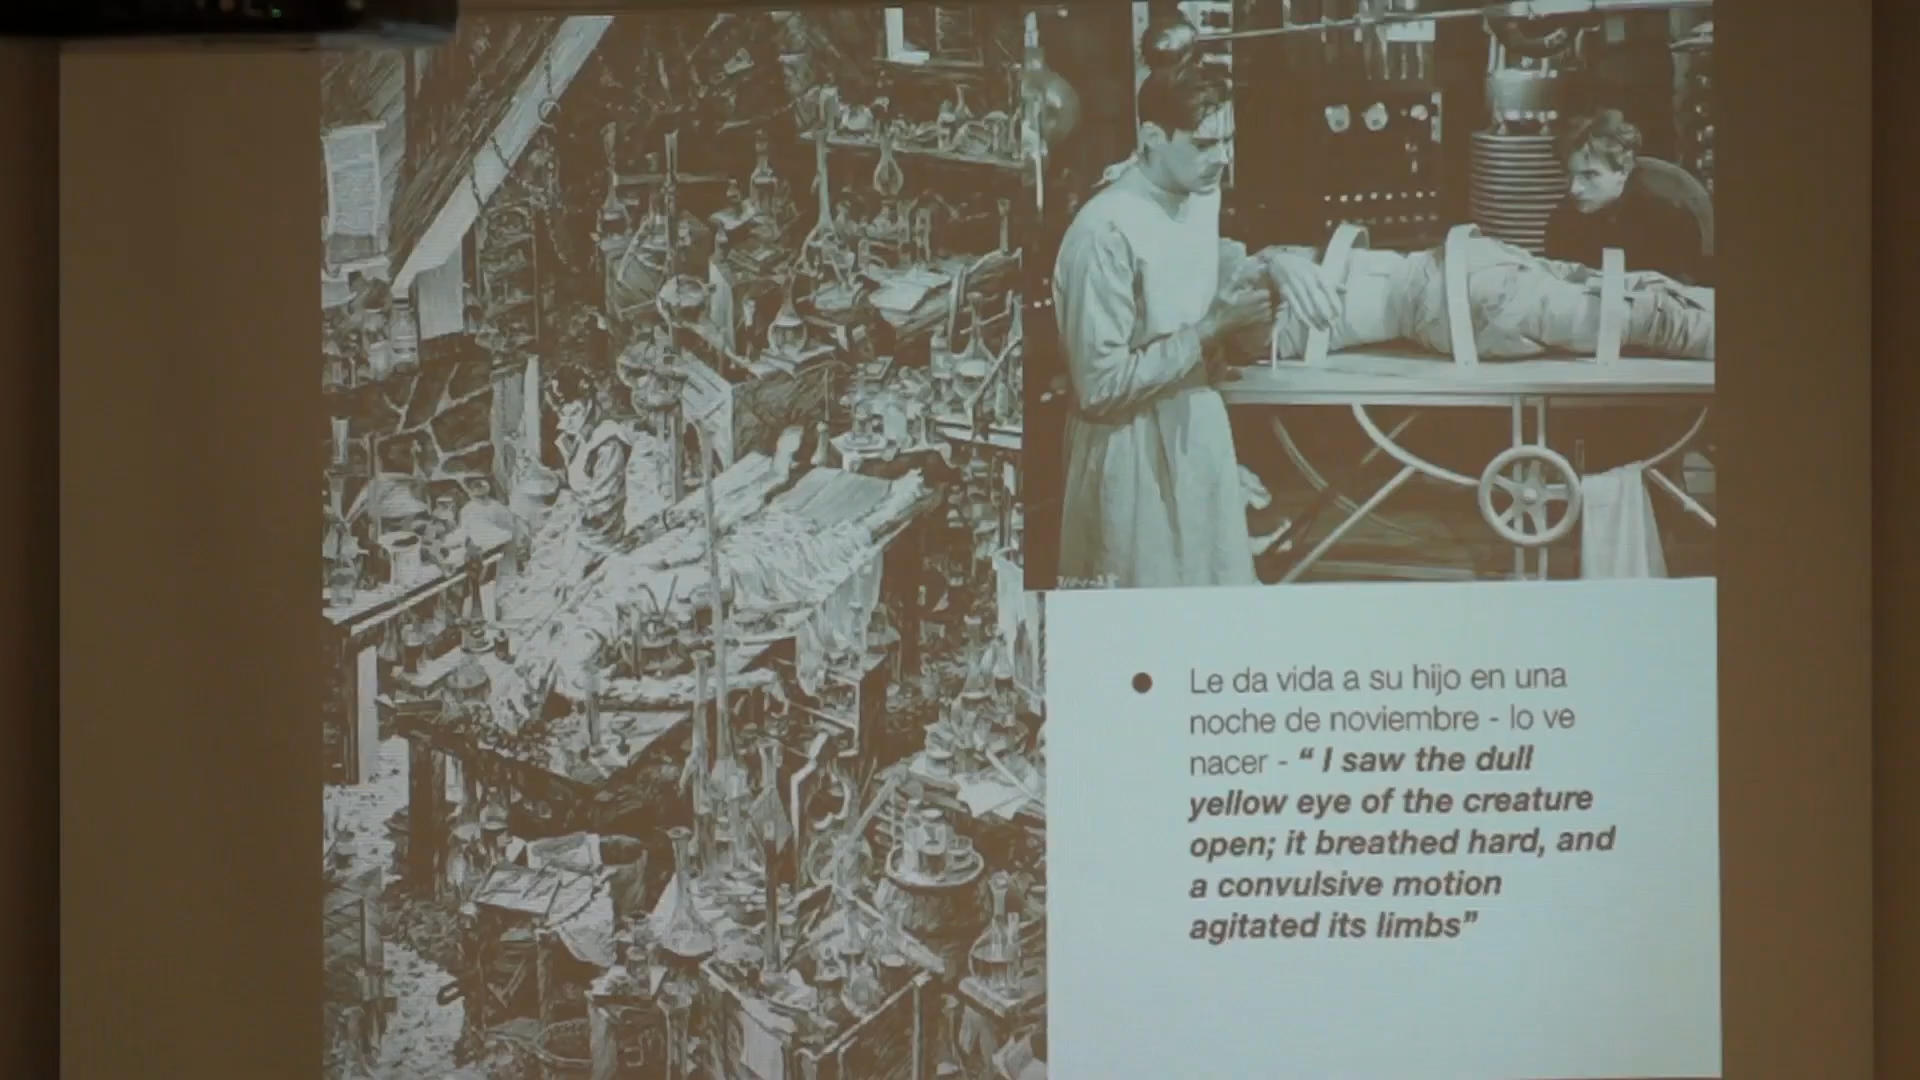 Le da vida a su hijo en una
noche de noviembre - lo ve
nacer - “ I saw the dull
yellow eye of the creature
open; it breathed hard, and
a convulsive motion
agitated its limbs”